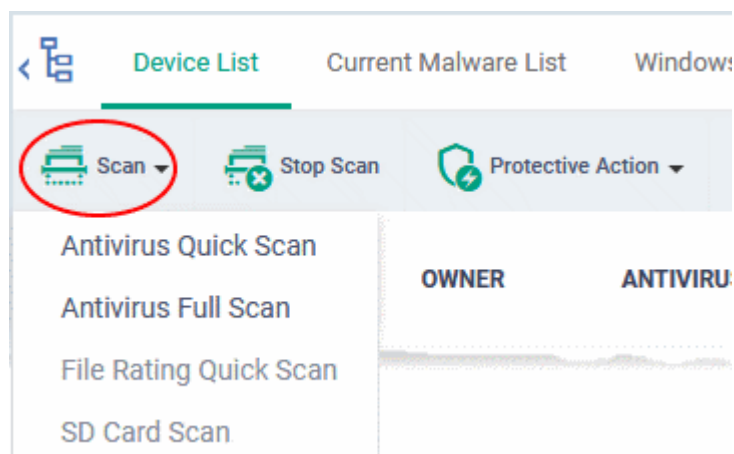 Device List Current Malware List Windows
Scan Stop Scan Protective Action
Antivirus Quick Scan
OWNER ANTIVIRUS
Antivirus Full Scan
File Rating Quick Scan
SD Card Scan